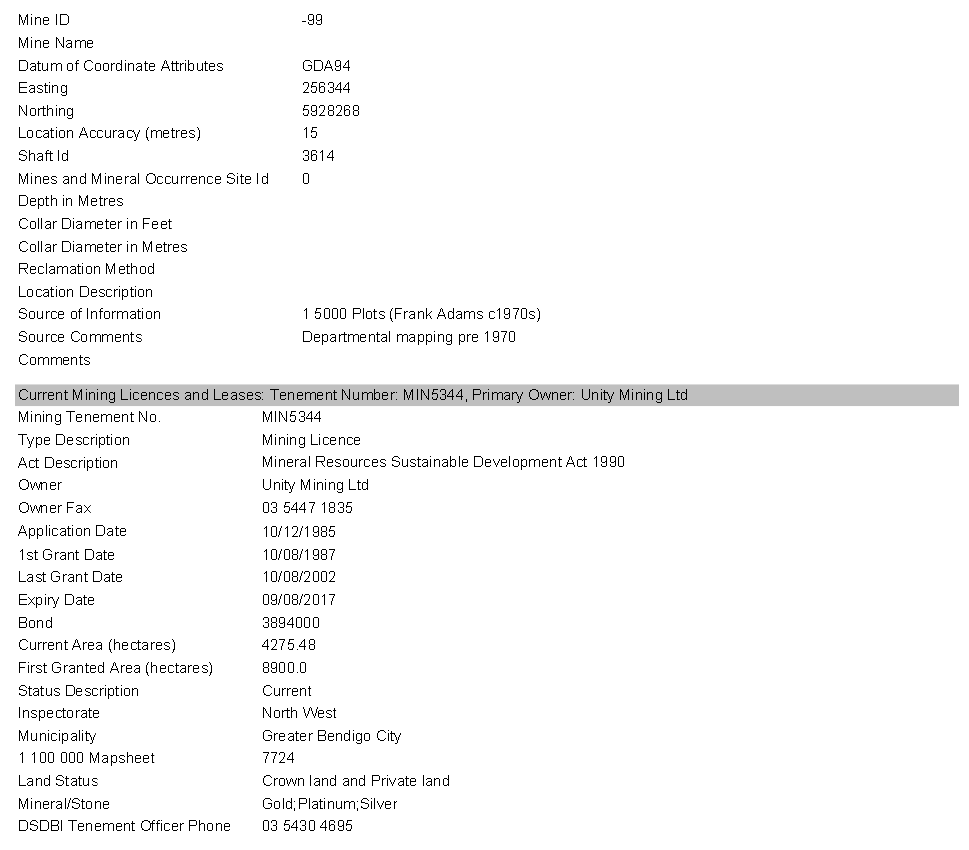 Mine ID -99
Mine Name
Datum of Coordinate Attributes GDA94
Easting 256344
Northing 5928268
Location Accuracy (metres) 15
Shaft Id 3614
Mines and Mineral Occurrence Site Id 0
Depth in Metres
Collar Diameter in Feet
Collar Diameter in Metres
Reclamation Method
Location Description
Source of Information 1 5000 Plots (Frank Adams c1970s)
Source Comments Departmental mapping pre 1970
Comments
Current Mining Licences and Leases: Tenement Number: MIN5344, Primary Owner: Unity Mining Ltd
Mining Tenement No. MIN5344
Type Description Mining Licence
Act Description Mineral Resources Sustainable Development Act 1990
Owner Unity Mining Ltd
Owner Fax 03 5447 1835
Application Date 10/12/1985
1st Grant Date 10/08/1987
Last Grant Date 10/08/2002
Expiry Date 09/08/2017
Bond 3894000
Current Area (hectares) 4275.48
First Granted Area (hectares) 8900.0
Status Description Current
Inspectorate North West
Municipality Greater Bendigo City
1 100 000 Mapsheet 7724
Land Status Crown land and Private land
Mineral/Stone Gold;Platinum;Silver
DSDBI Tenement Officer Phone 03 5430 4695